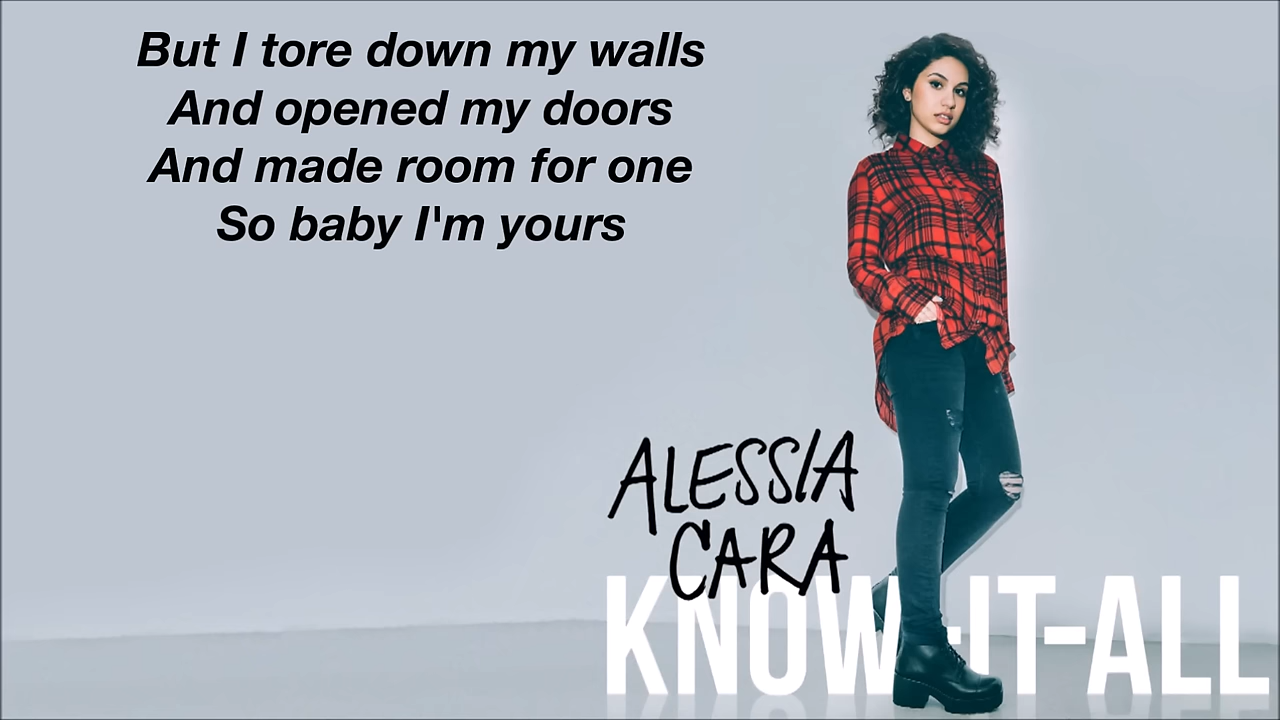 But I tore down my walls
And opened my doors
And made room for one
So baby I'm yours
ALESSIA
CARA
KNOW-IT-ALL